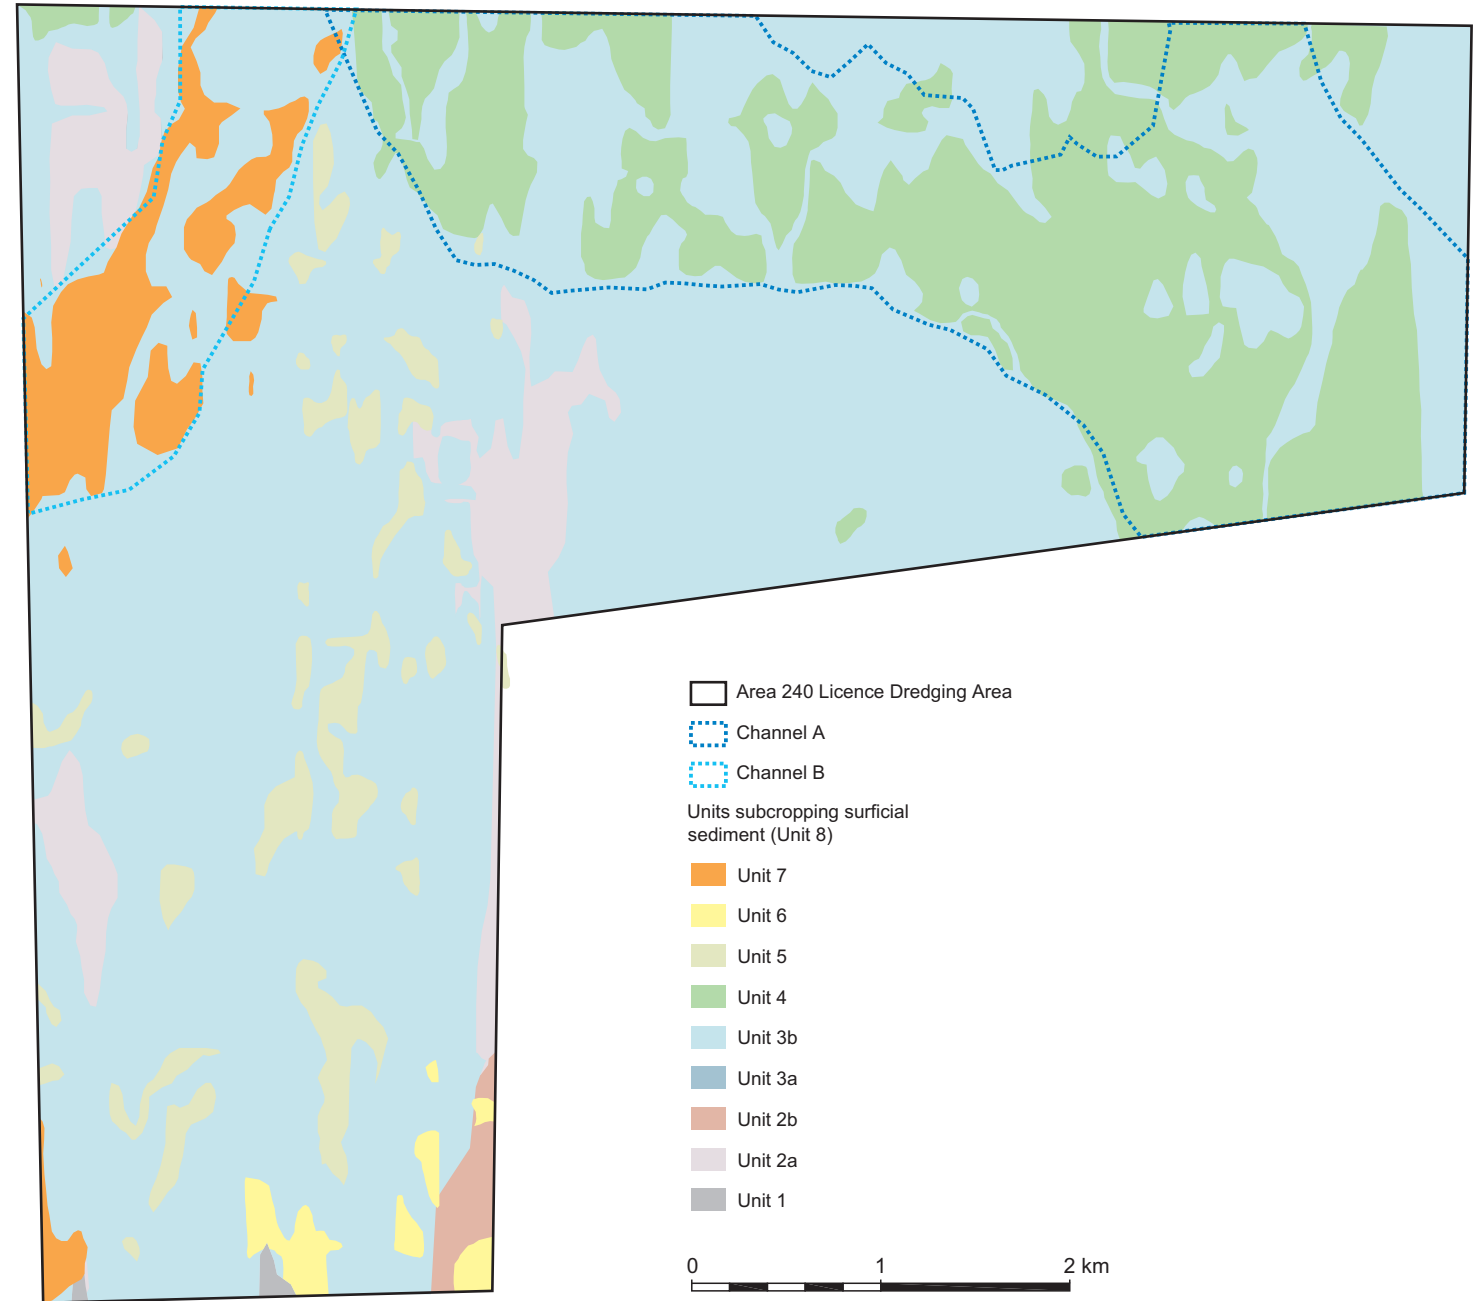 Area 240 Licence Dredging Area
Channel A
Channel B
Units subcropping surficial
sediment (Unit 8)
Unit 7
Unit 6
Unit 5
Unit 4
Unit 3b
Unit 3a
Unit 2b
Unit 2a
Unit 1
0 1 2 km